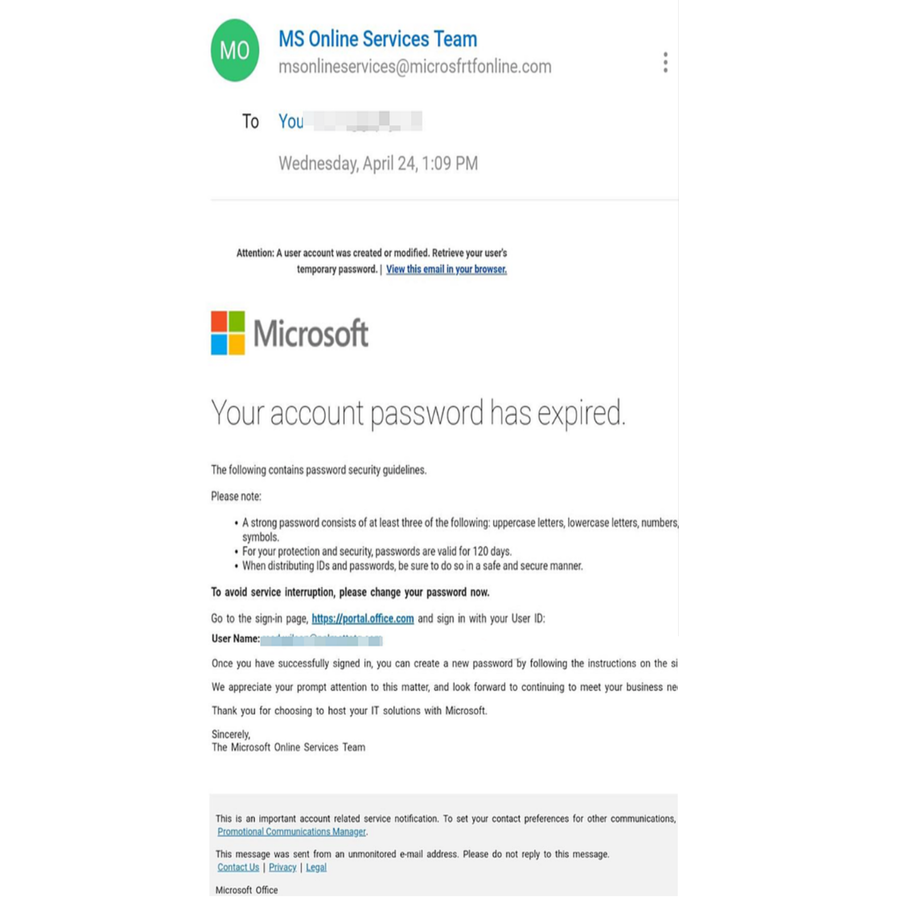 MO
MS Online Services Team
msonlineservices@microsfrtfonline.com
To You
Wednesday, April 24, 1:09 PM
Attention: A user account was created or modified. Retrieve your user's
temporary password. | View this email in your browser.
Microsoft
Your account password has expired.
The following contains password security guidelines.
Please note:
• A strong password consists of at least three of the following: uppercase letters, lowercase letters, numbers,
symbols.
• For your protection and security, passwords are valid for 120 days.
• When distributing IDs and passwords, be sure to do so in a safe and secure manner.
To avoid service interruption, please change your password now.
Go to the sign-in page, https://portal.office.com and sign in with your User ID:
User Name:
Once you have successfully signed in, you can create a new password by following the instructions on the si
We appreciate your prompt attention to this matter, and look forward to continuing to meet your business ne
Thank you for choosing to host your IT solutions with Microsoft.
Sincerely,
The Microsoft Online Services Team
This is an important account related service notification. To set your contact preferences for other communications,
Promotional Communications Manager.
This message was sent from an unmonitored e-mail address. Please do not reply to this message.
Contact Us | Privacy | Legal
Microsoft Office